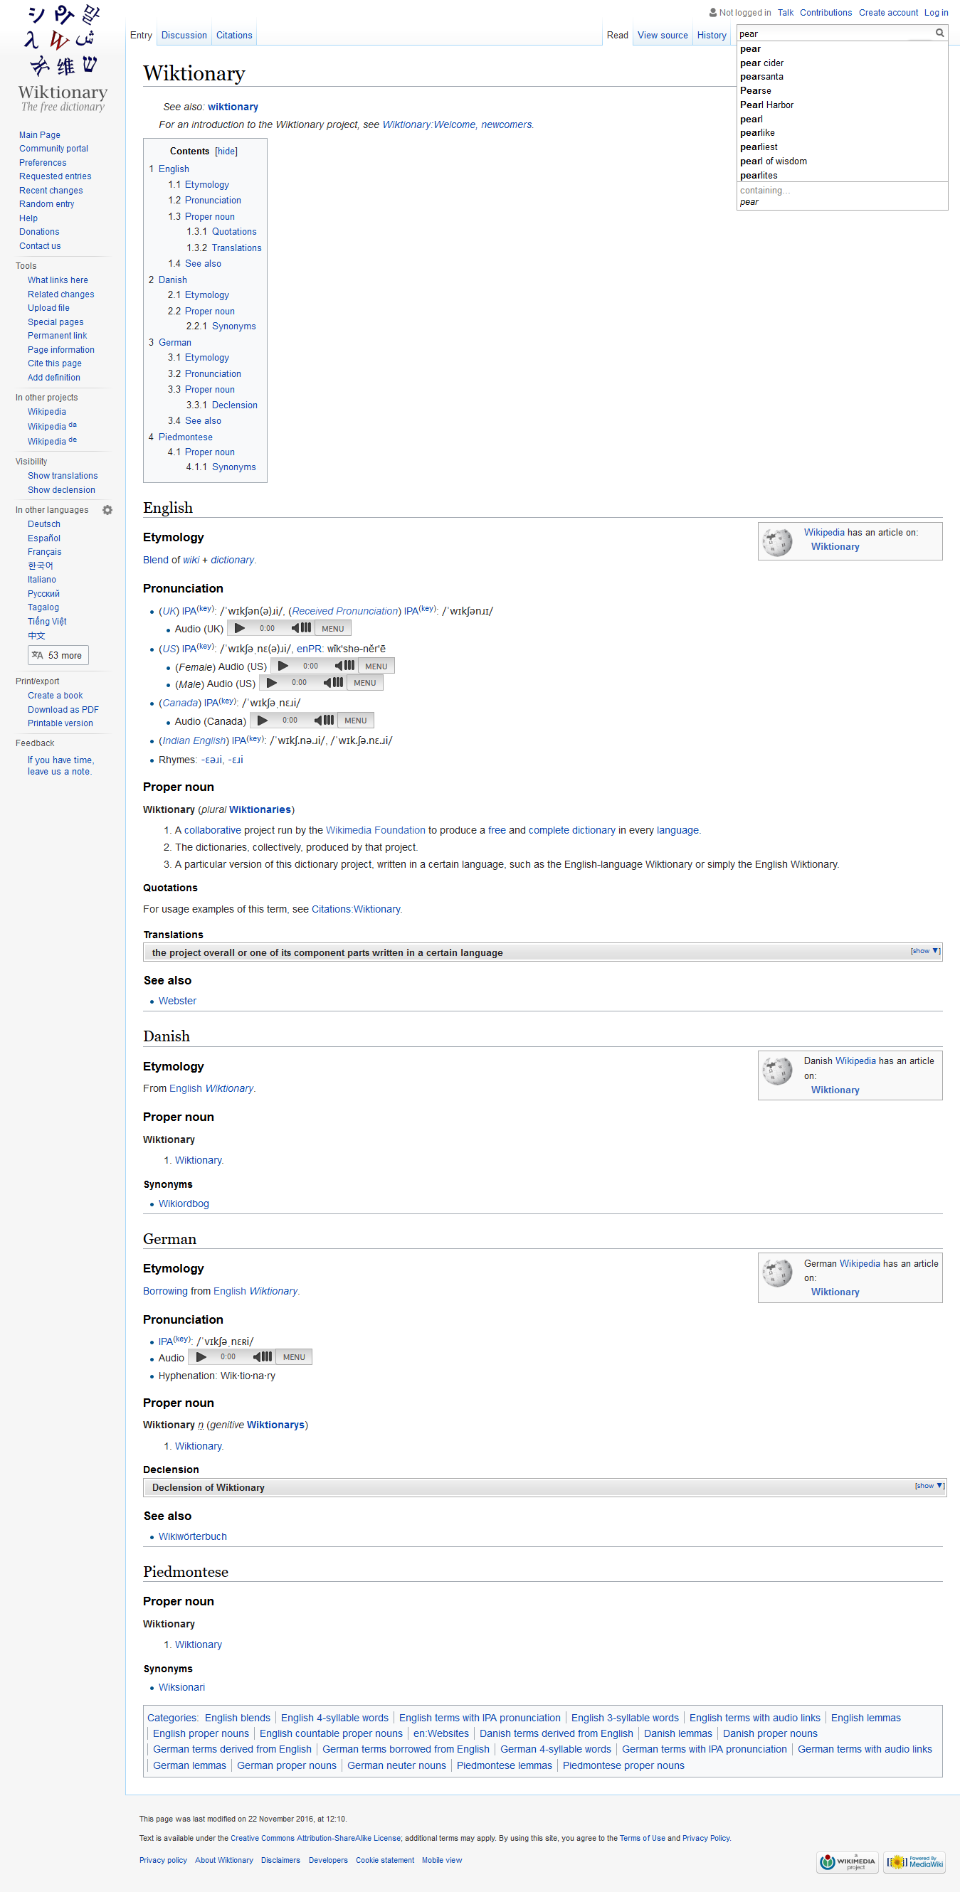 Not logged in Talk Contributions Create account Log in
Entry Discussion Citations Read View source History pear
pear
pear cider
pearsanta
Pearse
Pearl Harbor
pearl
pearlike
pearliest
pearl of wisdom
pearlites
containing...
pear
Wiktionary
The free dictionary
Main Page
Community portal
Preferences
Requested entries
Recent changes
Random entry
Help
Donations
Contact us
Tools
What links here
Related changes
Upload file
Special pages
Permanent link
Page information
Cite this page
Add definition
In other projects
Wikipedia
Wikipedia da
Wikipedia de
Visibility
Show translations
Show declension
In other languages
Deutsch
Español
Français
한국어
Italiano
Русский
Tagalog
Tiếng Việt
中文
53 more
Print/export
Create a book
Download as PDF
Printable version
Feedback
If you have time,
leave us a note.
Wiktionary
See also: wiktionary
For an introduction to the Wiktionary project, see Wiktionary:Welcome, newcomers.
Contents [hide]
1 English
1.1 Etymology
1.2 Pronunciation
1.3 Proper noun
1.3.1 Quotations
1.3.2 Translations
1.4 See also
2 Danish
2.1 Etymology
2.2 Proper noun
2.2.1 Synonyms
3 German
3.1 Etymology
3.2 Pronunciation
3.3 Proper noun
3.3.1 Declension
3.4 See also
4 Piedmontese
4.1 Proper noun
4.1.1 Synonyms
English
Etymology
Wikipedia has an article on:
Wiktionary
Blend of wiki + dictionary.
Pronunciation
• (UK) IPA(key): /ˈwɪkʃən(ə)ɹi/, (Received Pronunciation) IPA(key): /ˈwɪkʃənɹɪ/
• Audio (UK) 0:00 MENU
• (US) IPA(key): /ˈwɪkʃəˌnɛ(ə)ɹi/, enPR: wĭk'shə-nĕr'ē
• (Female) Audio (US) 0:00 MENU
• (Male) Audio (US) 0:00 MENU
• (Canada) IPA(key): /ˈwɪkʃəˌnɛɹi/
• Audio (Canada) 0:00 MENU
• (Indian English) IPA(key): /ˈwɪkʃ.nə.ɹi/, /ˈwɪk.ʃə.nɛ.ɹi/
• Rhymes: -ɛəɹi, -ɛɹi
Proper noun
Wiktionary (plural Wiktionaries)
1. A collaborative project run by the Wikimedia Foundation to produce a free and complete dictionary in every language.
2. The dictionaries, collectively, produced by that project.
3. A particular version of this dictionary project, written in a certain language, such as the English-language Wiktionary or simply the English Wiktionary.
Quotations
For usage examples of this term, see Citations:Wiktionary.
Translations
the project overall or one of its component parts written in a certain language [show ▼]
See also
• Webster
Danish
Etymology
Danish Wikipedia has an article
on:
Wiktionary
From English Wiktionary.
Proper noun
Wiktionary
1. Wiktionary.
Synonyms
• Wikiordbog
German
Etymology
German Wikipedia has an article
on:
Wiktionary
Borrowing from English Wiktionary.
Pronunciation
• IPA(key): /ˈvɪkʃəˌnɛʀi/
• Audio 0:00 MENU
• Hyphenation: Wik·tio·na·ry
Proper noun
Wiktionary n (genitive Wiktionarys)
1. Wiktionary.
Declension
Declension of Wiktionary [show ▼]
See also
• Wikiwörterbuch
Piedmontese
Proper noun
Wiktionary
1. Wiktionary
Synonyms
• Wiksionari
Categories: English blends | English 4-syllable words | English terms with IPA pronunciation | English 3-syllable words | English terms with audio links | English lemmas
| English proper nouns | English countable proper nouns | en:Websites | Danish terms derived from English | Danish lemmas | Danish proper nouns
| German terms derived from English | German terms borrowed from English | German 4-syllable words | German terms with IPA pronunciation | German terms with audio links
| German lemmas | German proper nouns | German neuter nouns | Piedmontese lemmas | Piedmontese proper nouns
This page was last modified on 22 November 2016, at 12:10.
Text is available under the Creative Commons Attribution-ShareAlike License; additional terms may apply. By using this site, you agree to the Terms of Use and Privacy Policy.
Privacy policy About Wiktionary Disclaimers Developers Cookie statement Mobile view
a WIKIMEDIA project
Powered By MediaWiki